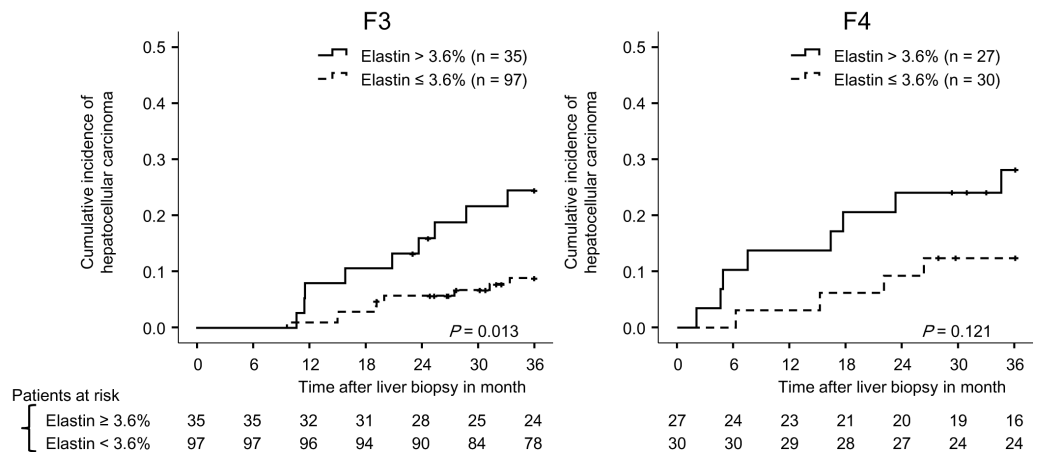 F3
0.5
0.4
0.3
0.2
0.1
0.0
Cumulative incidence of
hepatocellular carcinoma
Elastin > 3.6% (n = 35)
Elastin ≤ 3.6% (n = 97)
P = 0.013
0 6 12 18 24 30 36
Time after liver biopsy in month
F4
0.5
0.4
0.3
0.2
0.1
0.0
Cumulative incidence of
hepatocellular carcinoma
Elastin > 3.6% (n = 27)
Elastin ≤ 3.6% (n = 30)
P = 0.121
0 6 12 18 24 30 36
Time after liver biopsy in month
Patients at risk
Elastin ≥ 3.6% 35 35 32 31 28 25 24 27 24 23 21 20 19 16
Elastin < 3.6% 97 97 96 94 90 84 78 30 30 29 28 27 24 24